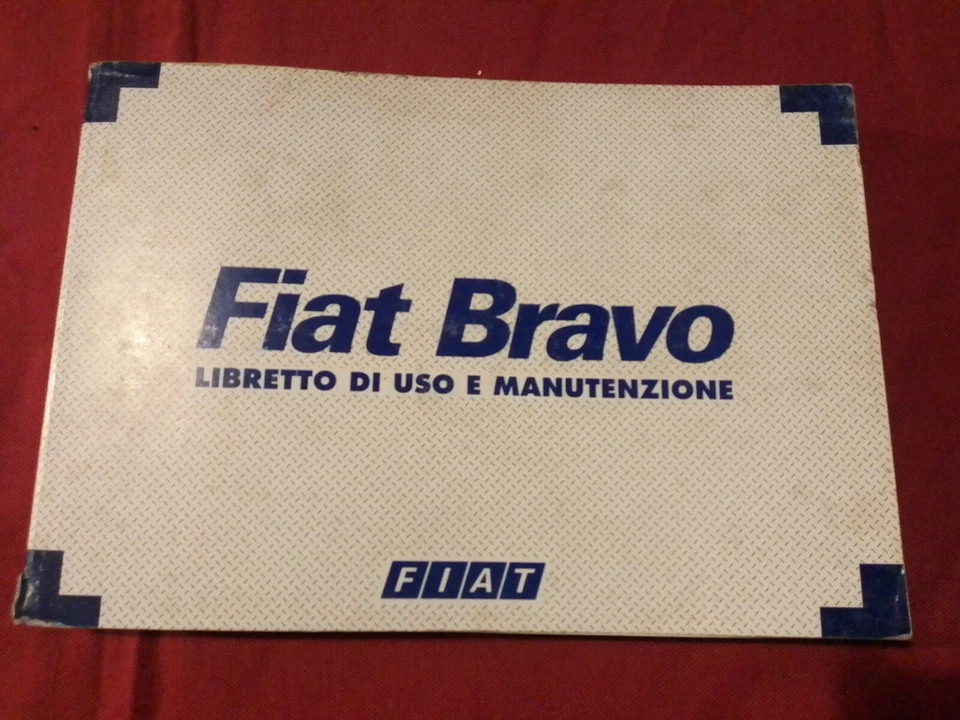 Fiat Bravo
LIBRETTO DI USO E MANUTENZIONE
FIAT